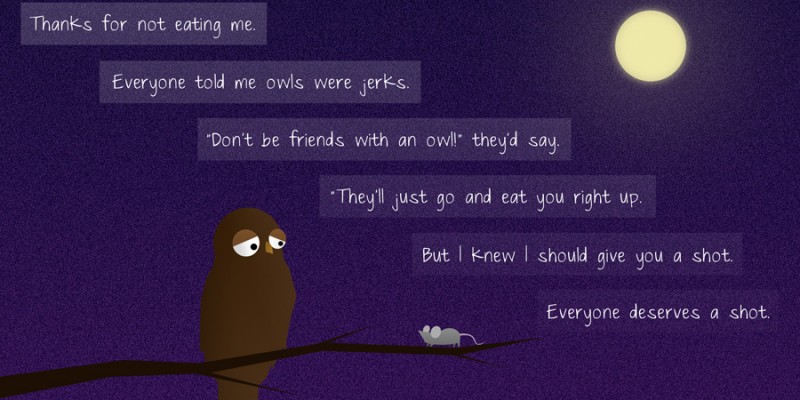 Thanks for not eating me.
Everyone told me owls were jerks.
"Don't be friends with an owl!" they'd say.
"They'll just go and eat you right up.
But I knew I should give you a shot.
Everyone deserves a shot.